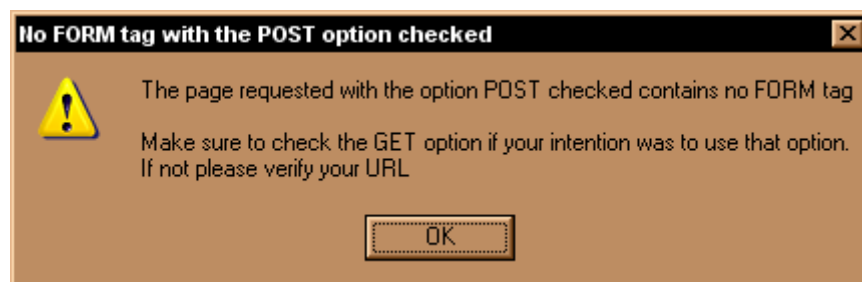 No FORM tag with the POST option checked
The page requested with the option POST checked contains no FORM tag
Make sure to check the GET option if your intention was to use that option.
If not please verify your URL
OK